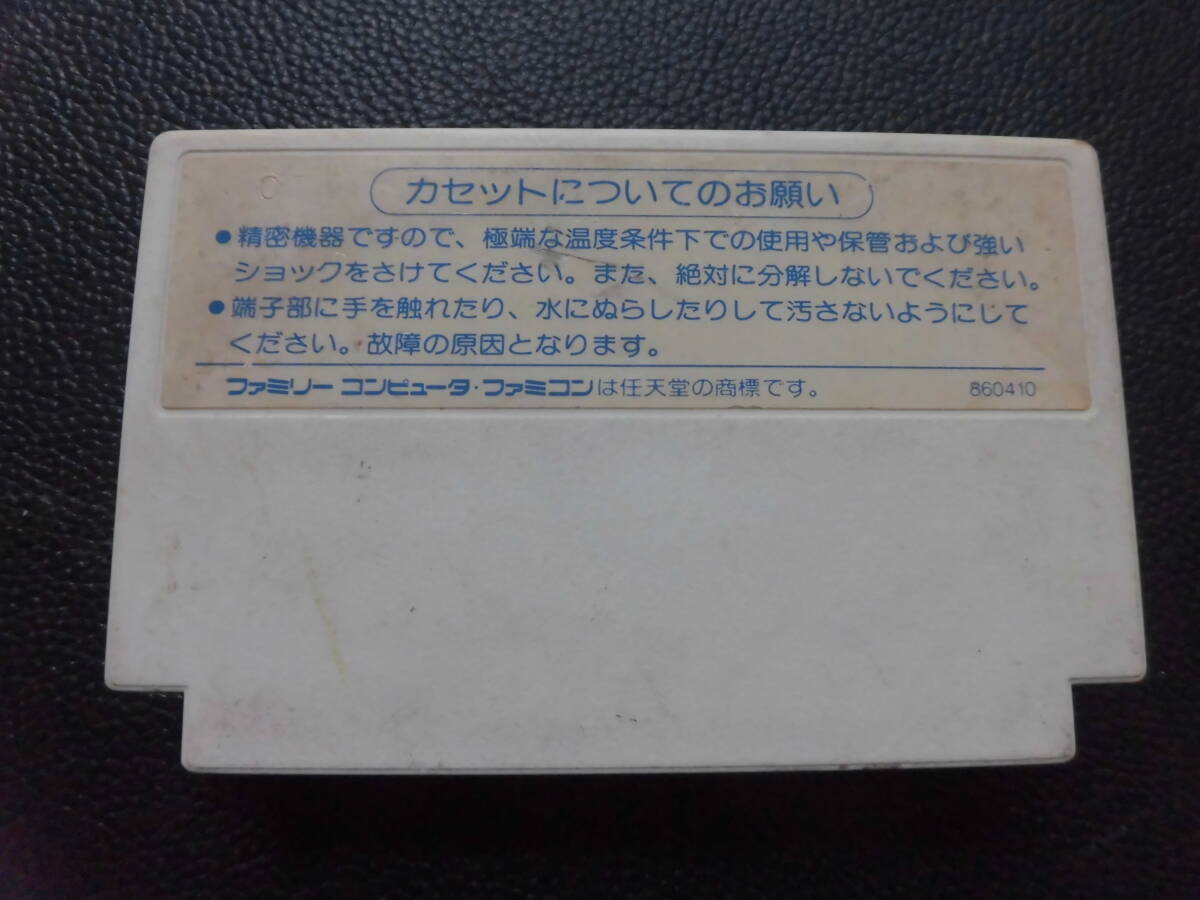 カセットについてのお願い
●精密機器ですので、極端な温度条件下での使用や保管および強い
ショックをさけてください。また、絶対に分解しないでください。
●端子部に手を触れたり、水にぬらしたりして汚さないようにして
ください。故障の原因となります。
ファミリー コンピュータ・ファミコンは任天堂の商標です。 860410